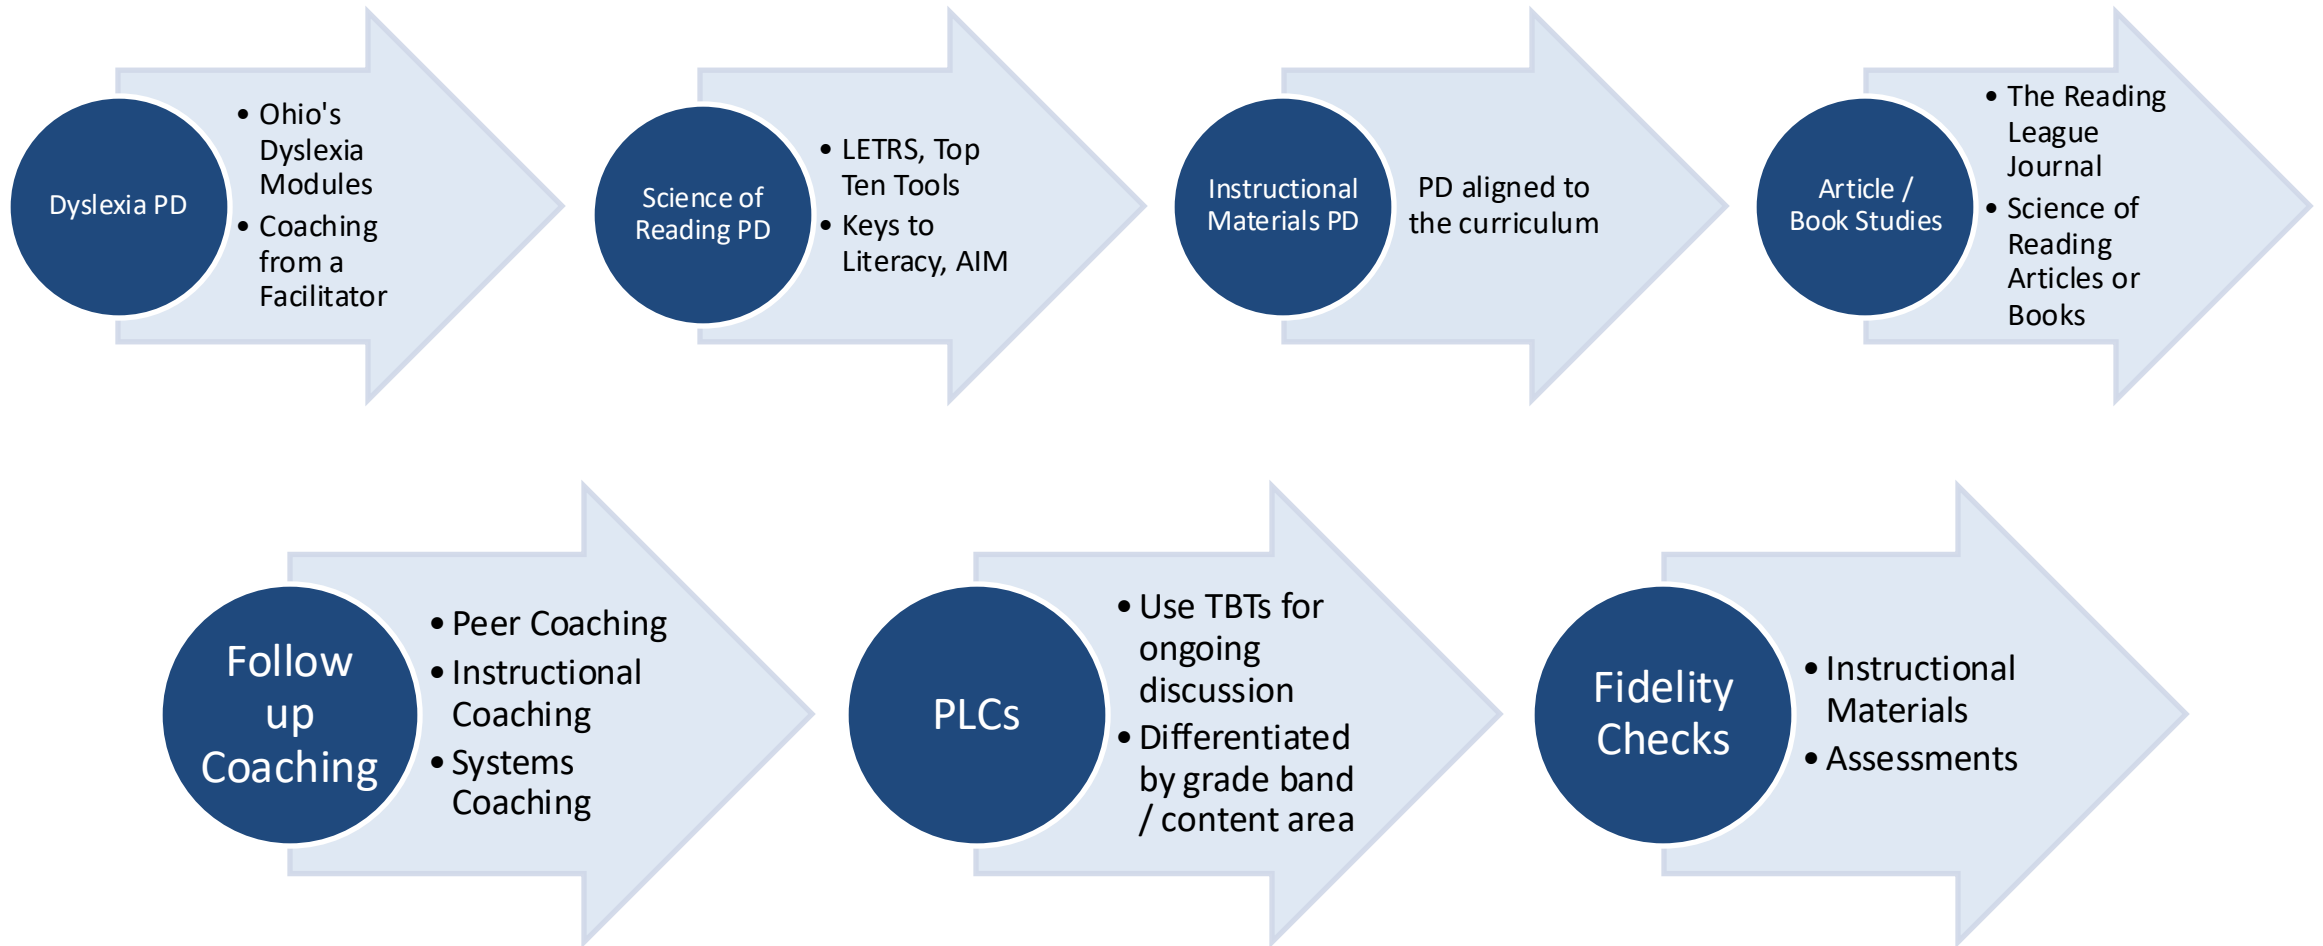 Dyslexia PD
• Ohio's
Dyslexia
Modules
• Coaching
from a
Facilitator
Science of
Reading PD
• LETRS, Top
Ten Tools
• Keys to
Literacy, AIM
Instructional
Materials PD
PD aligned to
the curriculum
Article /
Book Studies
• The Reading
League
Journal
• Science of
Reading
Articles or
Books
Follow
up
Coaching
• Peer Coaching
• Instructional
Coaching
• Systems
Coaching
PLCs
• Use TBTs for
ongoing
discussion
• Differentiated
by grade band
/ content area
Fidelity
Checks
• Instructional
Materials
• Assessments